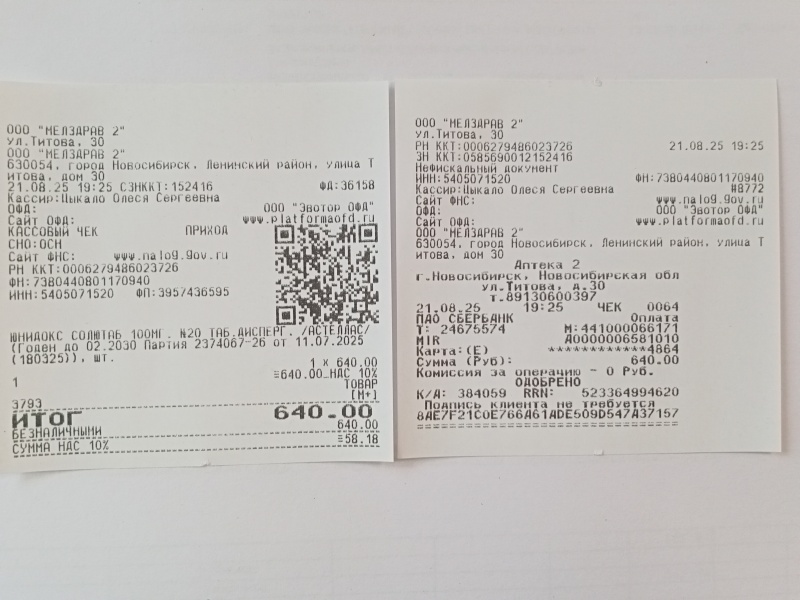 ООО "МЕЛЗДРАВ 2"
ул.Титова, 30
ООО "МЕЛЗДРАВ 2"
630054, город Новосибирск, Ленинский район, улица Т
итова, дом 30
21.08.25 19:25 СЗНККТ:152416 ФД:36158
Кассир:Цыкало Олеся Сергеевна
ОФД: ООО "Эвотор ОФД"
Сайт ОФД: www.platformaofd.ru
КАССОВЫЙ ЧЕК ПРИХОД
СНО:ОСН
Сайт ФНС: www.nalog.gov.ru
РН ККТ:0006279486023726
ФН:7380440801170940
ИНН:5405071520 ФП:3957436595
ЮНИДОКС СОЛЮТАБ 100МГ. №20 ТАБ.ДИСПЕРГ. /АСТЕЛЛАС/
(Годен до 02.2030 Партия 2374067-26 от 11.07.2025
(180325)), шт.
1 x 640.00
=640.00_НДС 10%
1 ТОВАР
[М+]
3793
ИТОГ 640.00
БЕЗНАЛИЧНЫМИ 640.00
СУММА НДС 10% =58.18
ООО "МЕЛЗДРАВ 2"
ул.Титова, 30
РН ККТ:0006279486023726 21.08.25 19:25
ЗН ККТ:0585690012152416
Нефискальный документ
ИНН:5405071520 ФН:7380440801170940
Кассир:Цыкало Олеся Сергеевна #8772
Сайт ФНС: www.nalog.gov.ru
ОФД: ООО "Эвотор ОФД"
Сайт ОФД: www.platformaofd.ru
ООО "МЕЛЗДРАВ 2"
630054, город Новосибирск, Ленинский район, улица Т
итова, дом 30
Аптека 2
г.Новосибирск, Новосибирская обл
ул.Титова, д.30
т.89130600397
21.08.25 19:25 ЧЕК 0064
ПАО СБЕРБАНК Оплата
Т: 24675574 М:441000066171
MIR A0000006581010
Карта:(E) ************4864
Сумма (Руб): 640.00
Комиссия за операцию - 0 Руб.
ОДОБРЕНО
К/А: 384059 RRN: 523364994620
Подпись клиента не требуется
8AE7F21C0E766A61ADE509D547A37157
================================